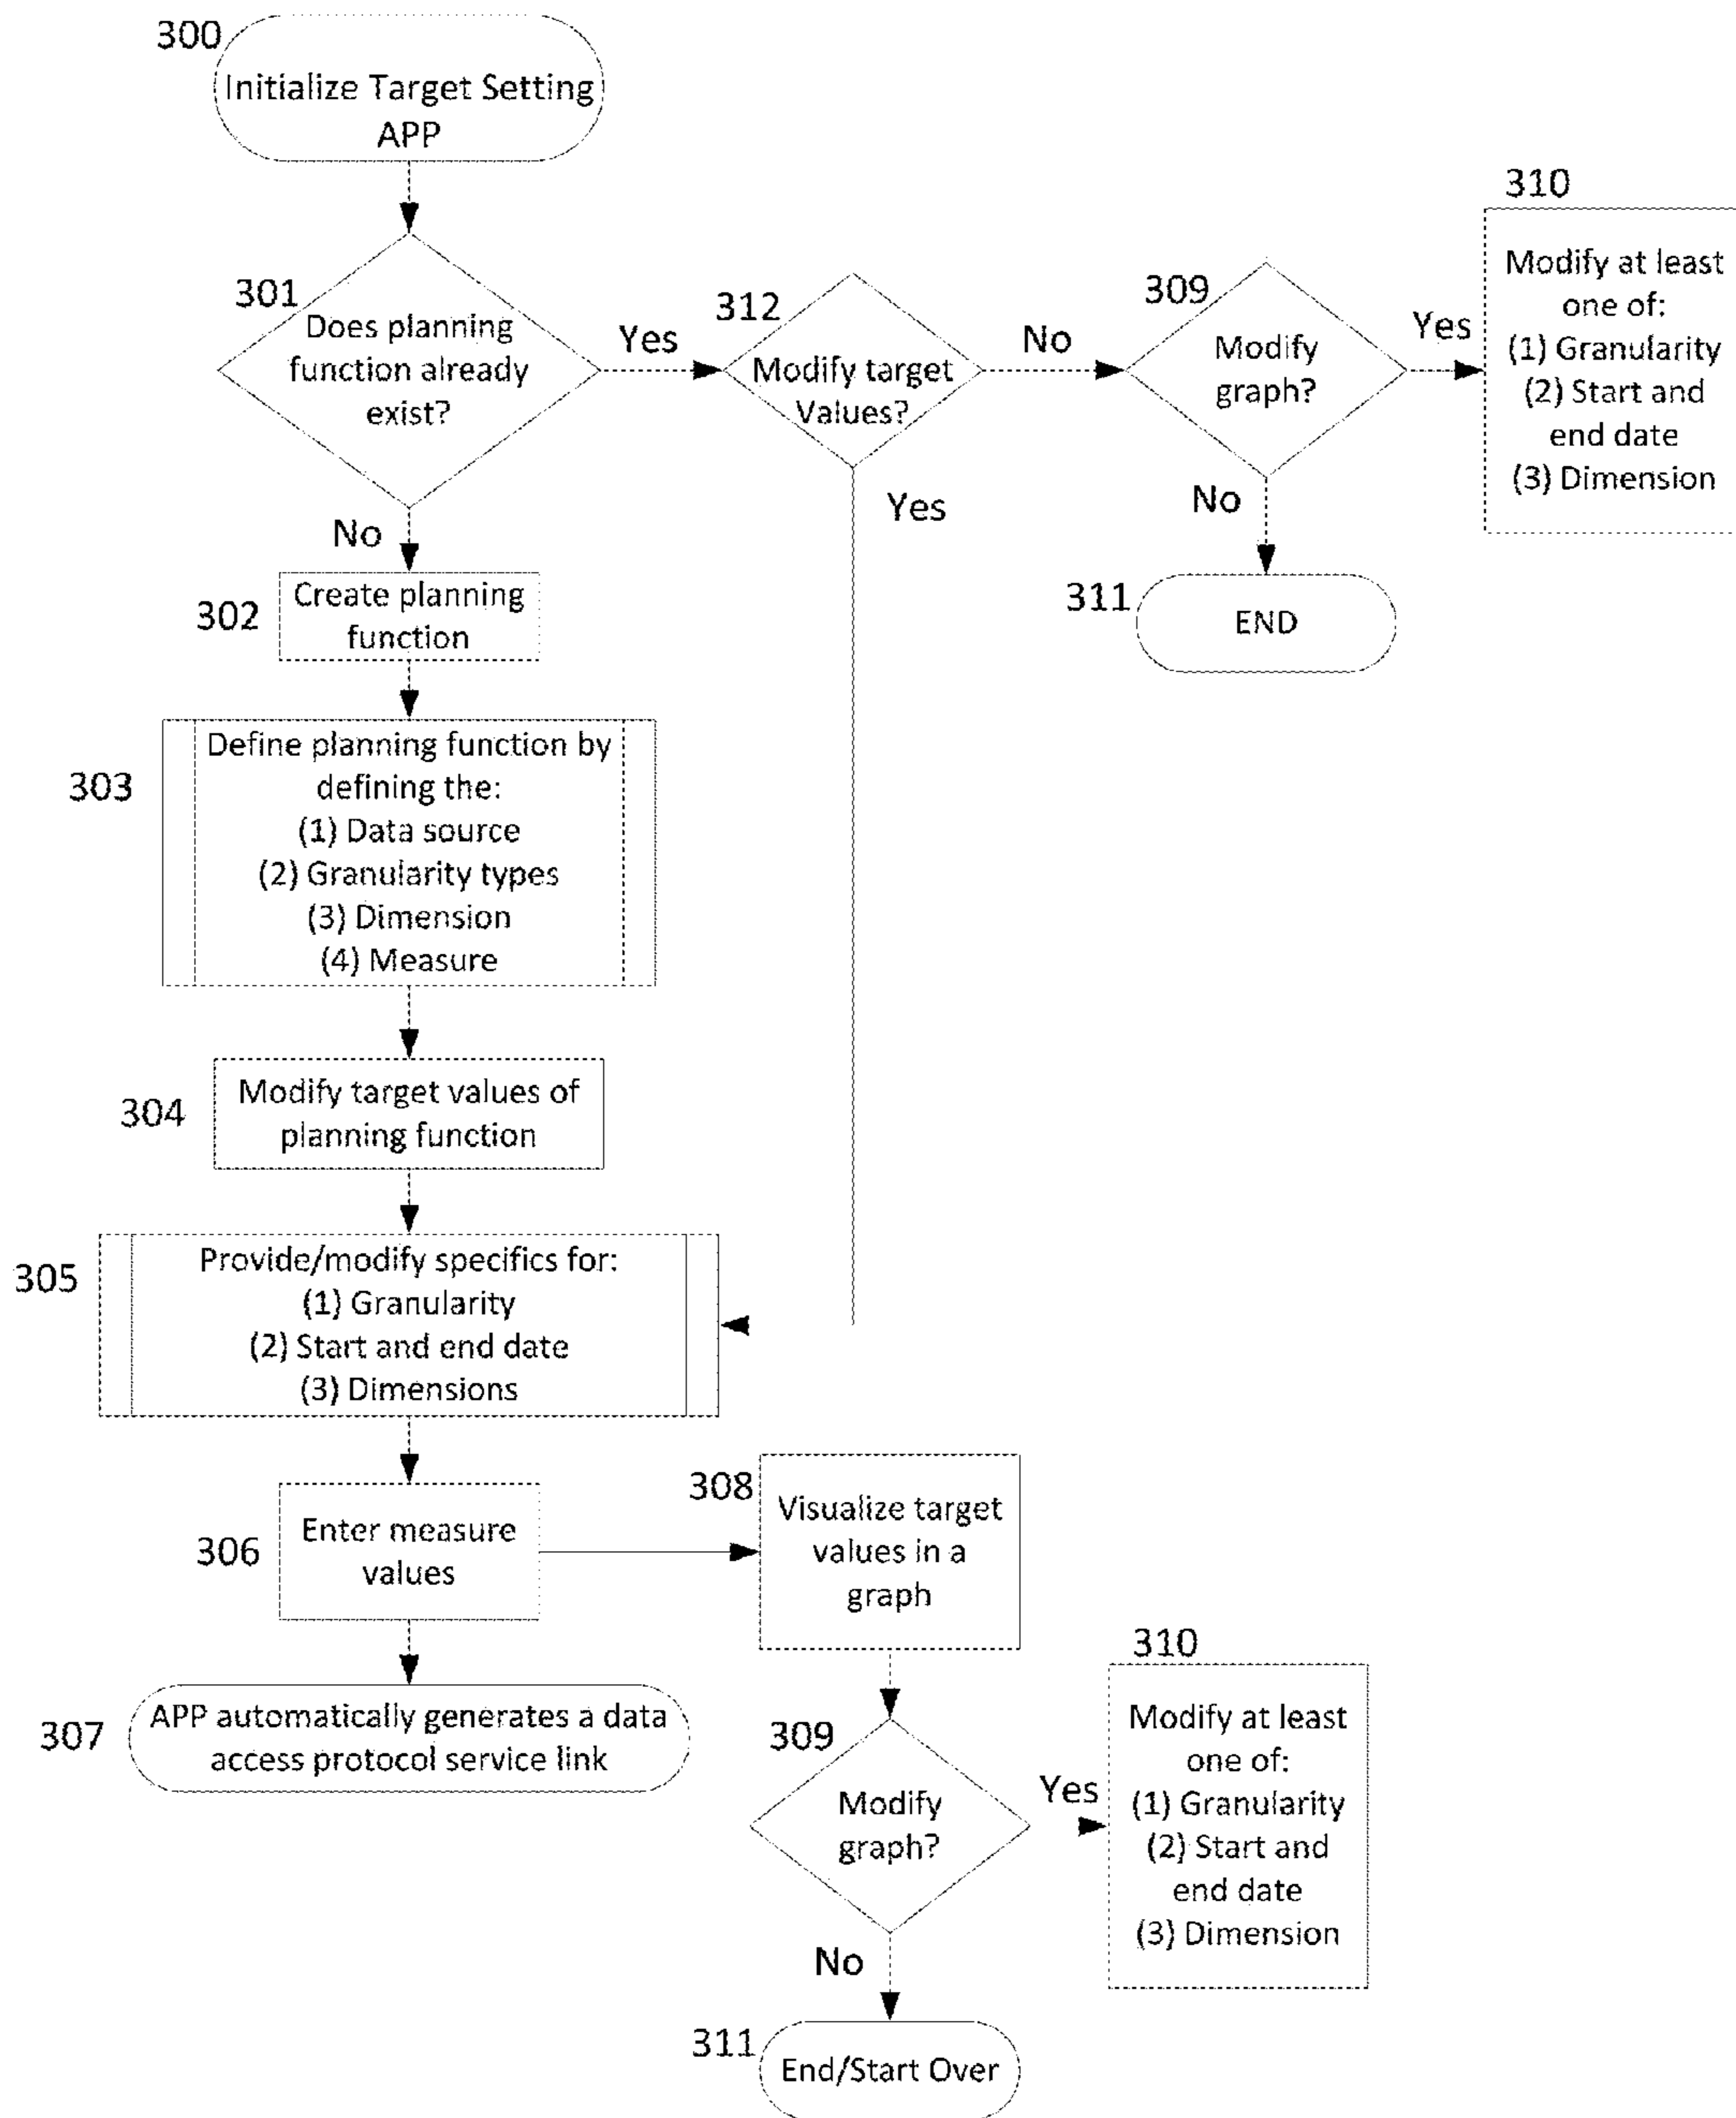 300
Initialize Target Setting
APP
301
Does planning
function already
exist?
Yes
312
Modify target
Values?
No
309
Modify
graph?
Yes
310
Modify at least
one of:
(1) Granularity
(2) Start and
end date
(3) Dimension
No
311
END
Yes
No
302
Create planning
function
303
Define planning function by
defining the:
(1) Data source
(2) Granularity types
(3) Dimension
(4) Measure
304
Modify target values of
planning function
305
Provide/modify specifics for:
(1) Granularity
(2) Start and end date
(3) Dimensions
306
Enter measure
values
307
APP automatically generates a data
access protocol service link
308
Visualize target
values in a
graph
309
Modify
graph?
Yes
310
Modify at least
one of:
(1) Granularity
(2) Start and
end date
(3) Dimension
No
311
End/Start Over